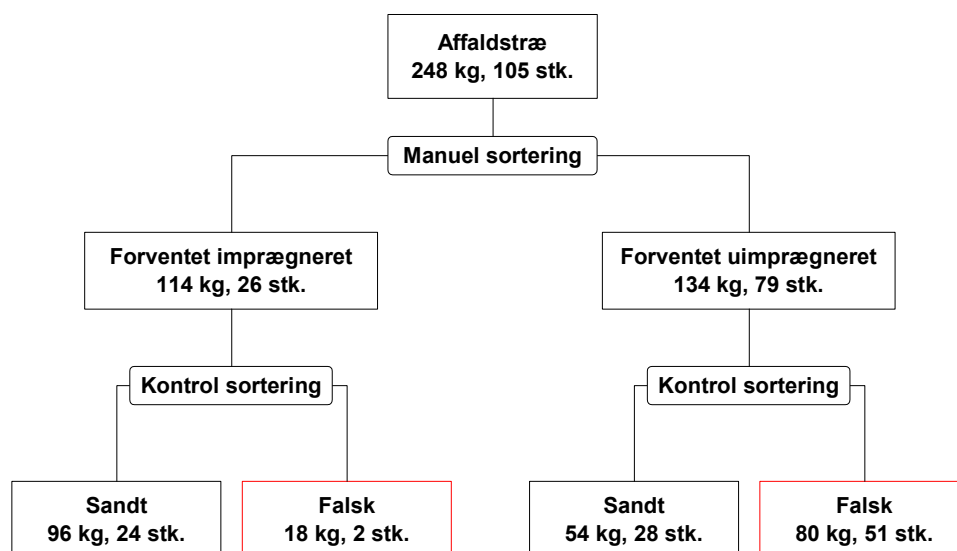 Affaldstræ
248 kg, 105 stk.
Manuel sortering
Forventet imprægneret
114 kg, 26 stk.
Forventet uimprægneret
134 kg, 79 stk.
Kontrol sortering
Kontrol sortering
Sandt
96 kg, 24 stk.
Falsk
18 kg, 2 stk.
Sandt
54 kg, 28 stk.
Falsk
80 kg, 51 stk.